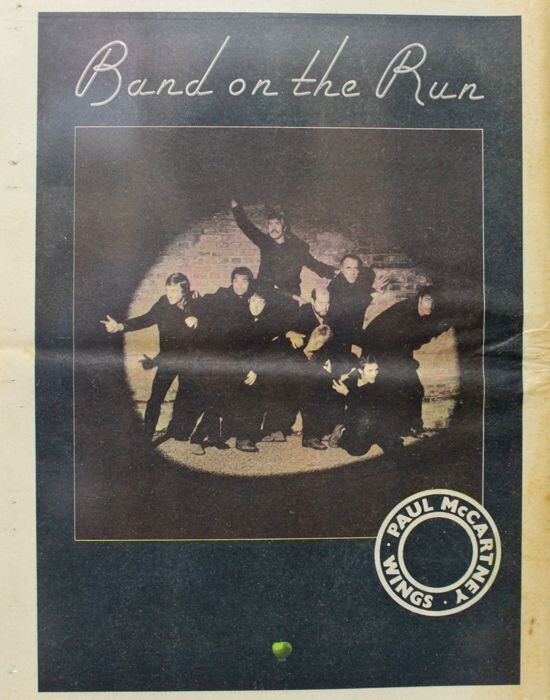 Band on the Run
PAUL McCARTNEY
WINGS